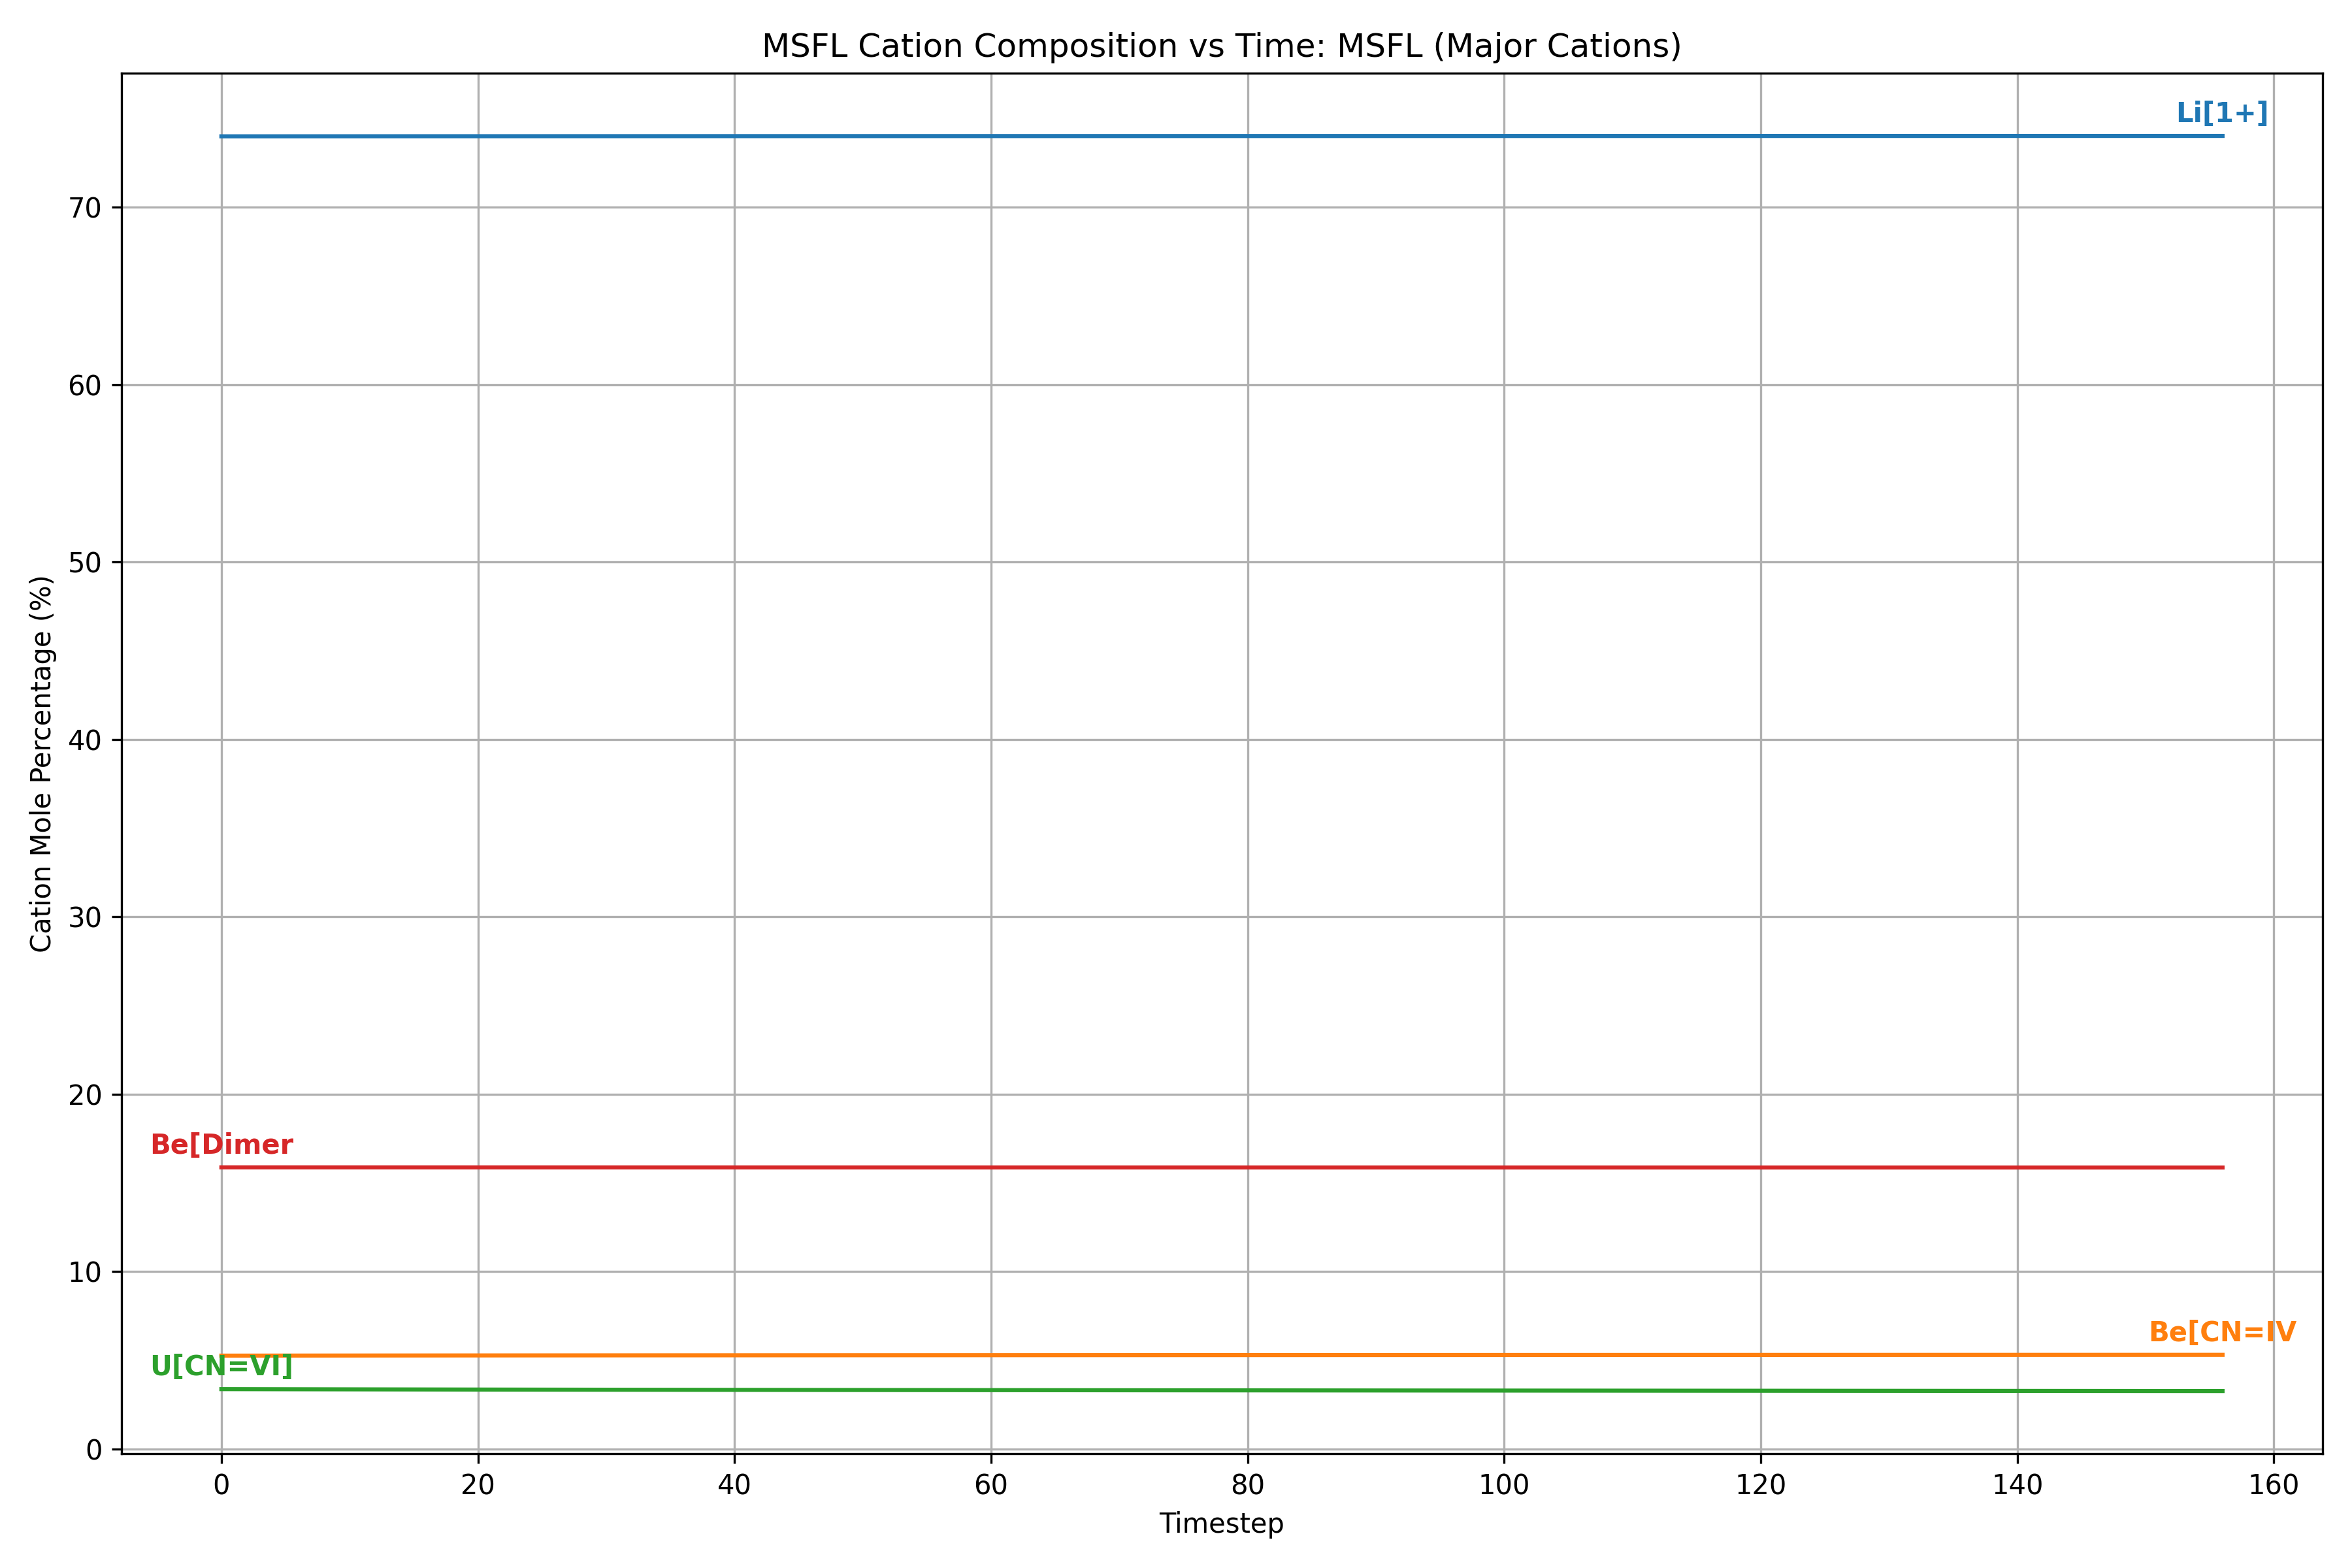 MSFL Cation Composition vs Time: MSFL (Major Cations)
Li[1+]
70
60
50
40
30
20
10
0
Cation Mole Percentage (%)
Be[Dimer
Be[CN=IV
U[CN=VI]
0 20 40 60 80 100 120 140 160
Timestep